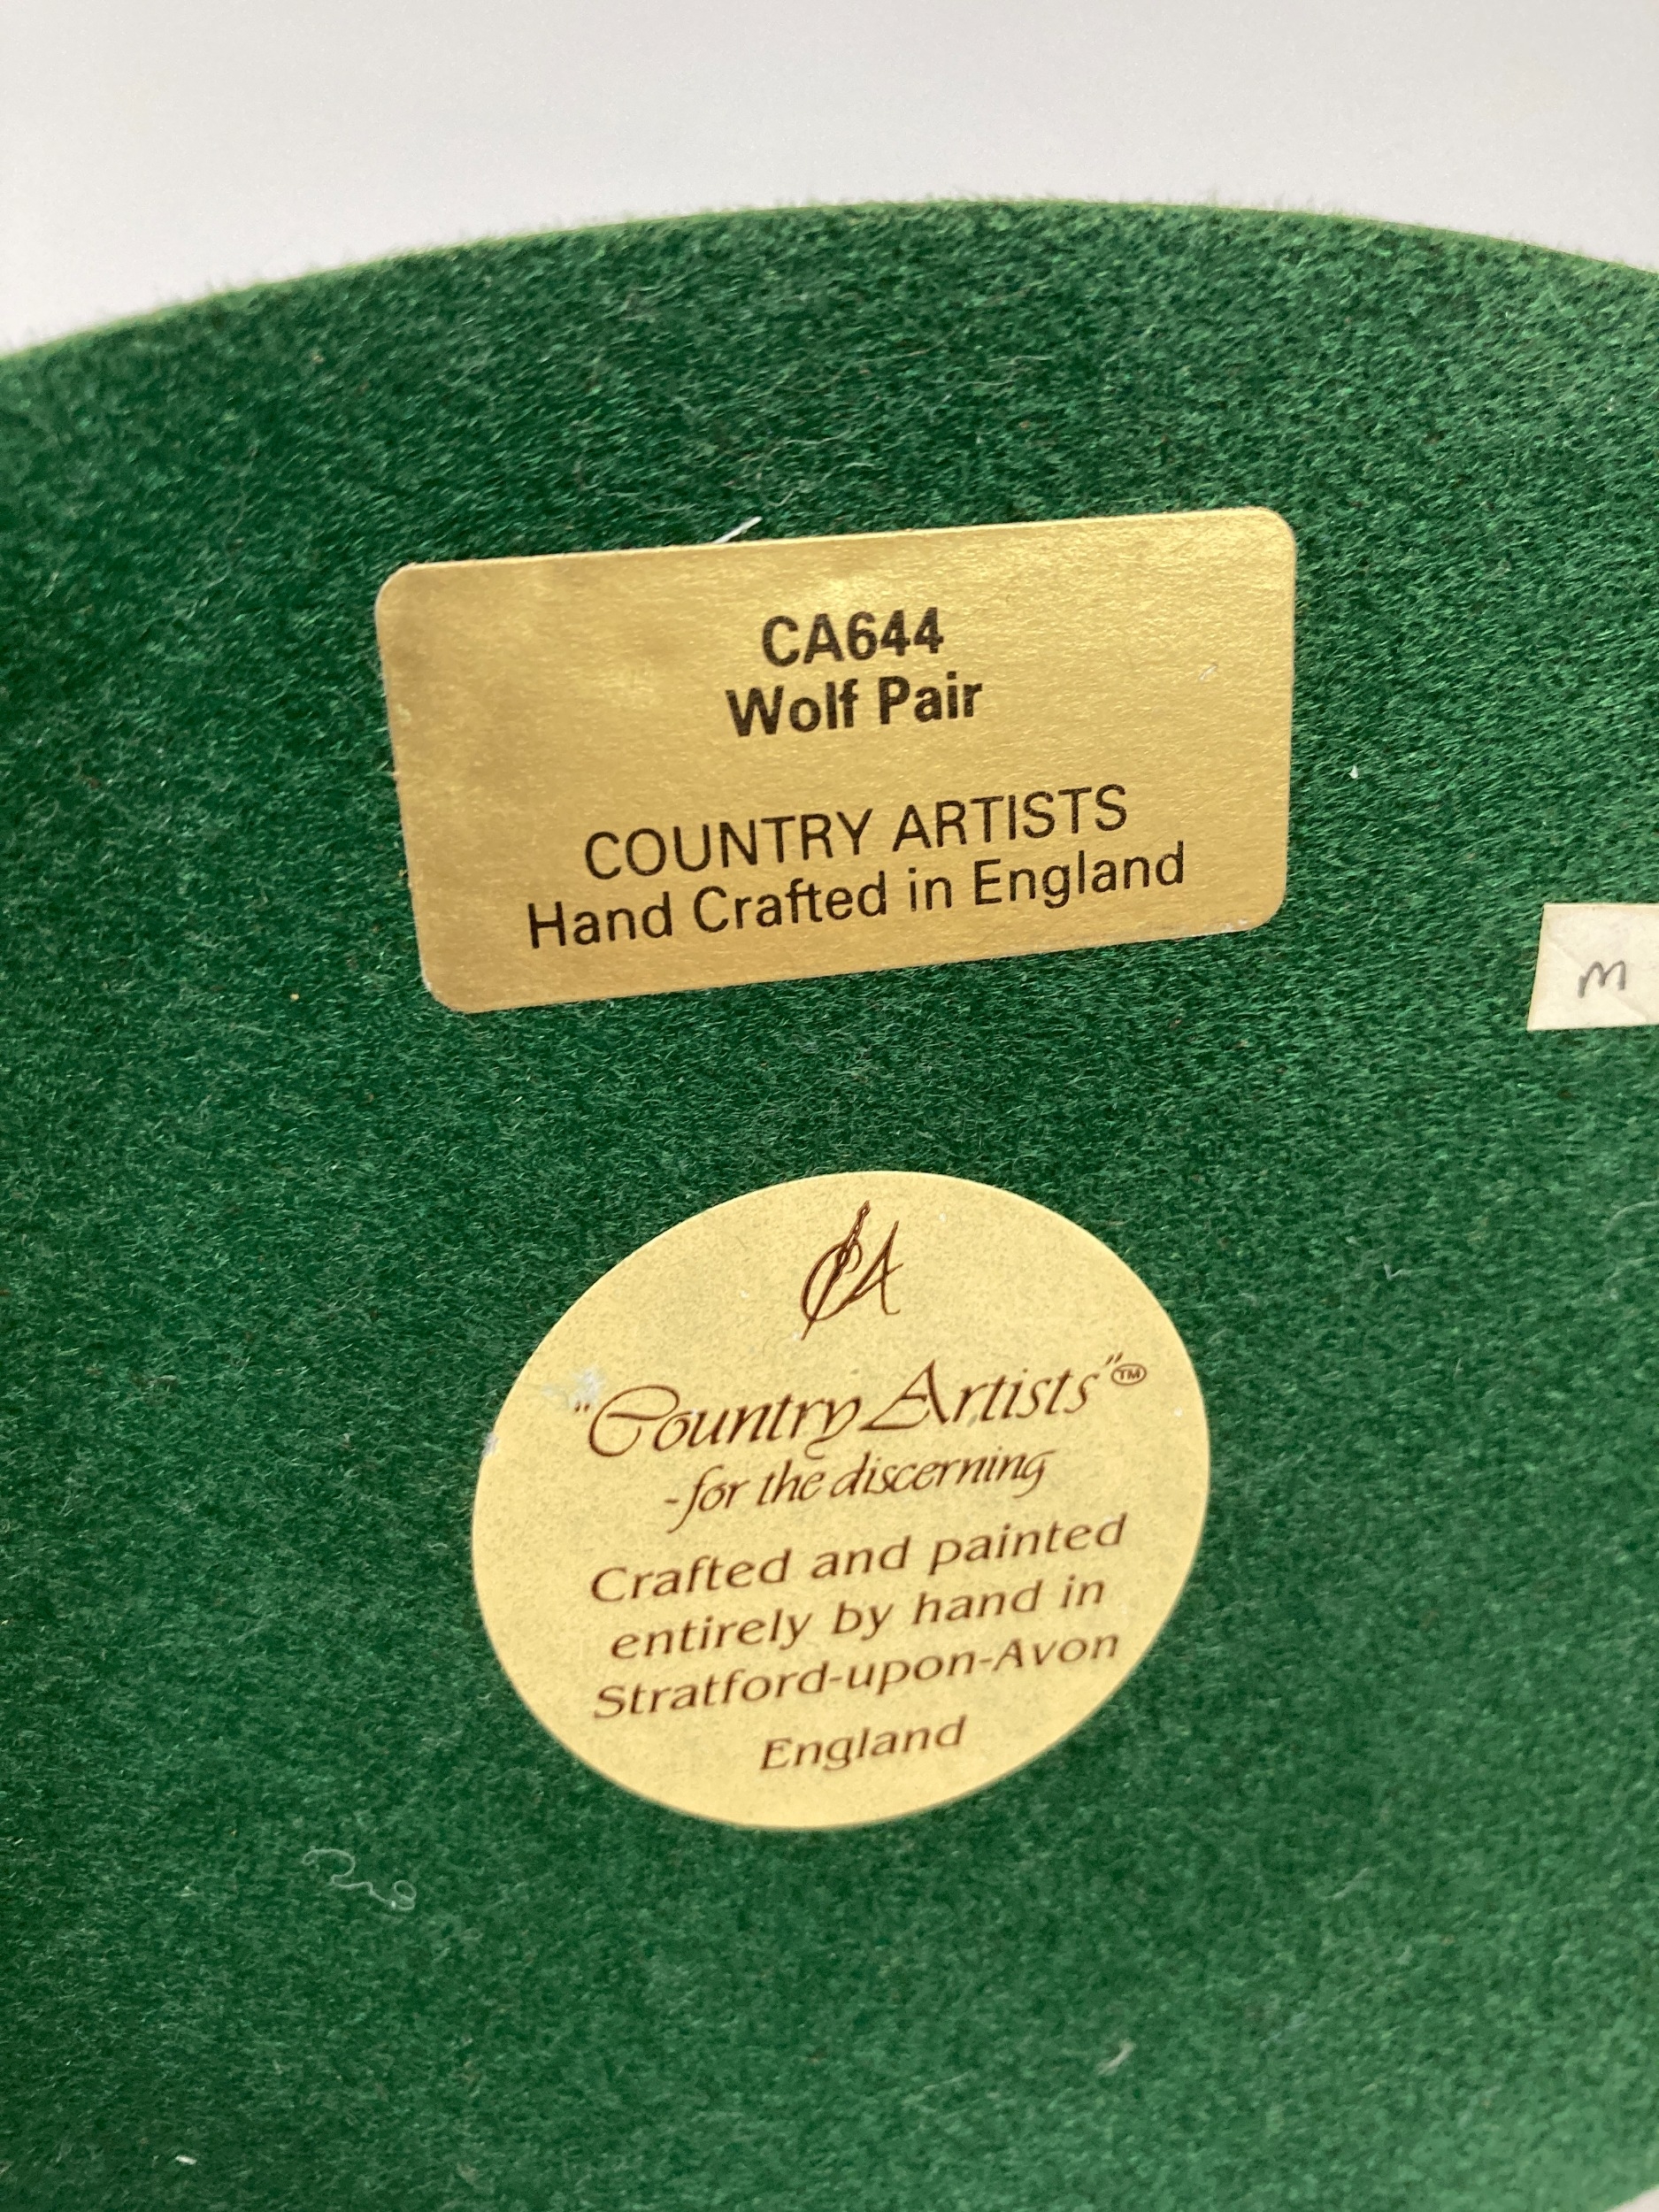 CA644
Wolf Pair
COUNTRY ARTISTS
Hand Crafted in England
m
CA
"Country Artists"™
-for the discerning
Crafted and painted
entirely by hand in
Stratford-upon-Avon
England